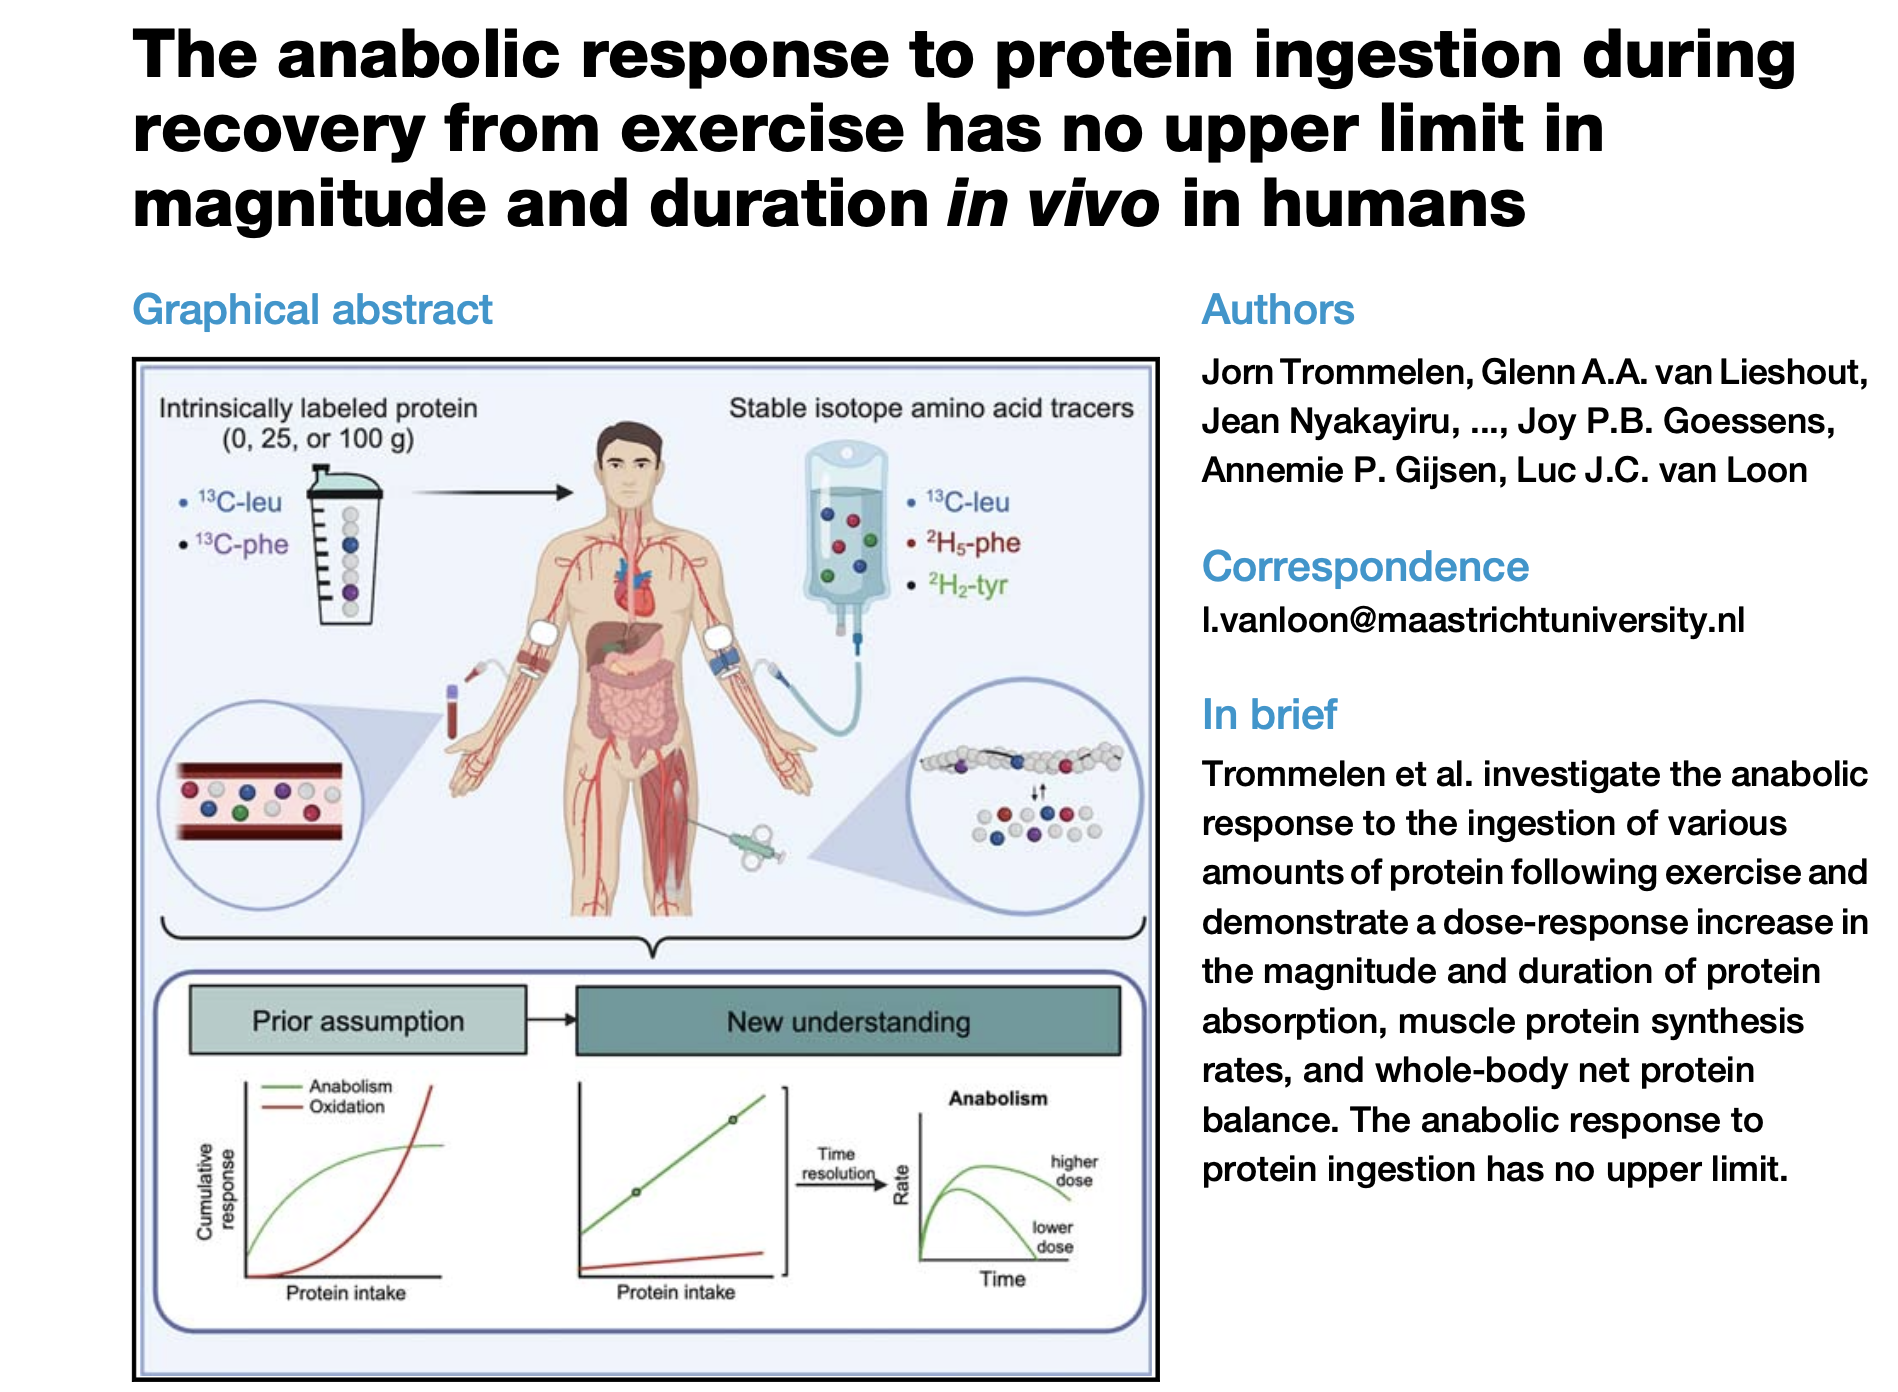 The anabolic response to protein ingestion during
recovery from exercise has no upper limit in
magnitude and duration in vivo in humans
Graphical abstract
Intrinsically labeled protein
(0, 25, or 100 g)
• ¹³C-leu
• ¹³C-phe
Stable isotope amino acid tracers
• ¹³C-leu
• ²H₅-phe
• ²H₂-tyr
Prior assumption
New understanding
Anabolism
Oxidation
Cumulative
response
Protein intake
Protein intake
Time
resolution
Anabolism
Rate
higher
dose
lower
dose
Time
Authors
Jorn Trommelen, Glenn A.A. van Lieshout,
Jean Nyakayiru, ..., Joy P.B. Goessens,
Annemie P. Gijsen, Luc J.C. van Loon
Correspondence
l.vanloon@maastrichtuniversity.nl
In brief
Trommelen et al. investigate the anabolic
response to the ingestion of various
amounts of protein following exercise and
demonstrate a dose-response increase in
the magnitude and duration of protein
absorption, muscle protein synthesis
rates, and whole-body net protein
balance. The anabolic response to
protein ingestion has no upper limit.